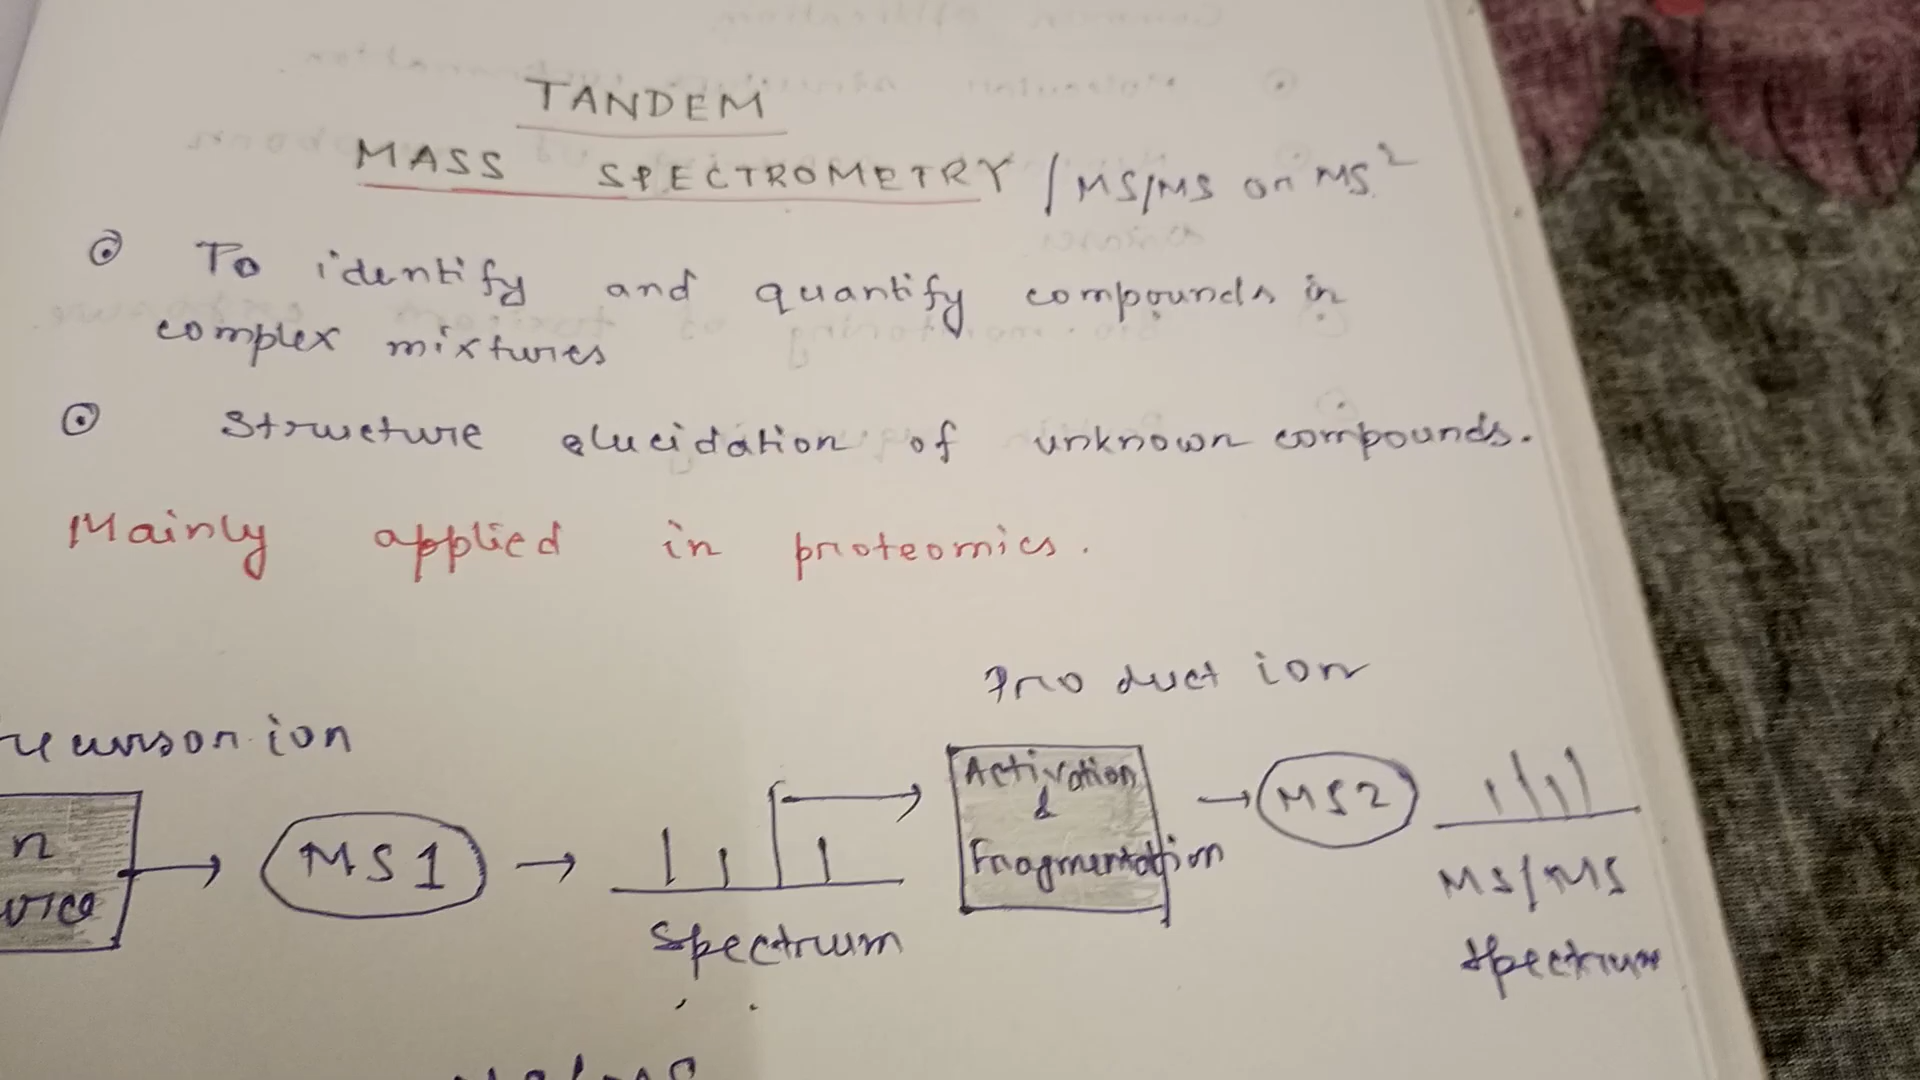 TANDEM
MASS SPECTROMETRY / MS/MS or MS²
To identify and quantify compounds in
complex mixtures
Structure elucidation of unknown compounds.
Mainly applied in proteomics.
Product ion
ion
Activation
&
Fragmentation
MS1
MS2
Spectrum
MS/MS
Spectrum